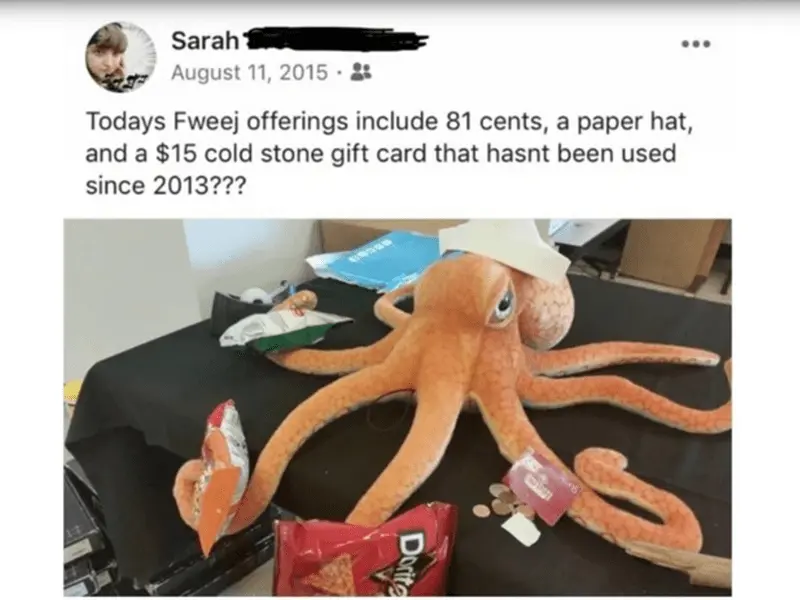 Sarah
August 11, 2015 ·
Todays Fweej offerings include 81 cents, a paper hat,
and a $15 cold stone gift card that hasnt been used
since 2013???
Dorito